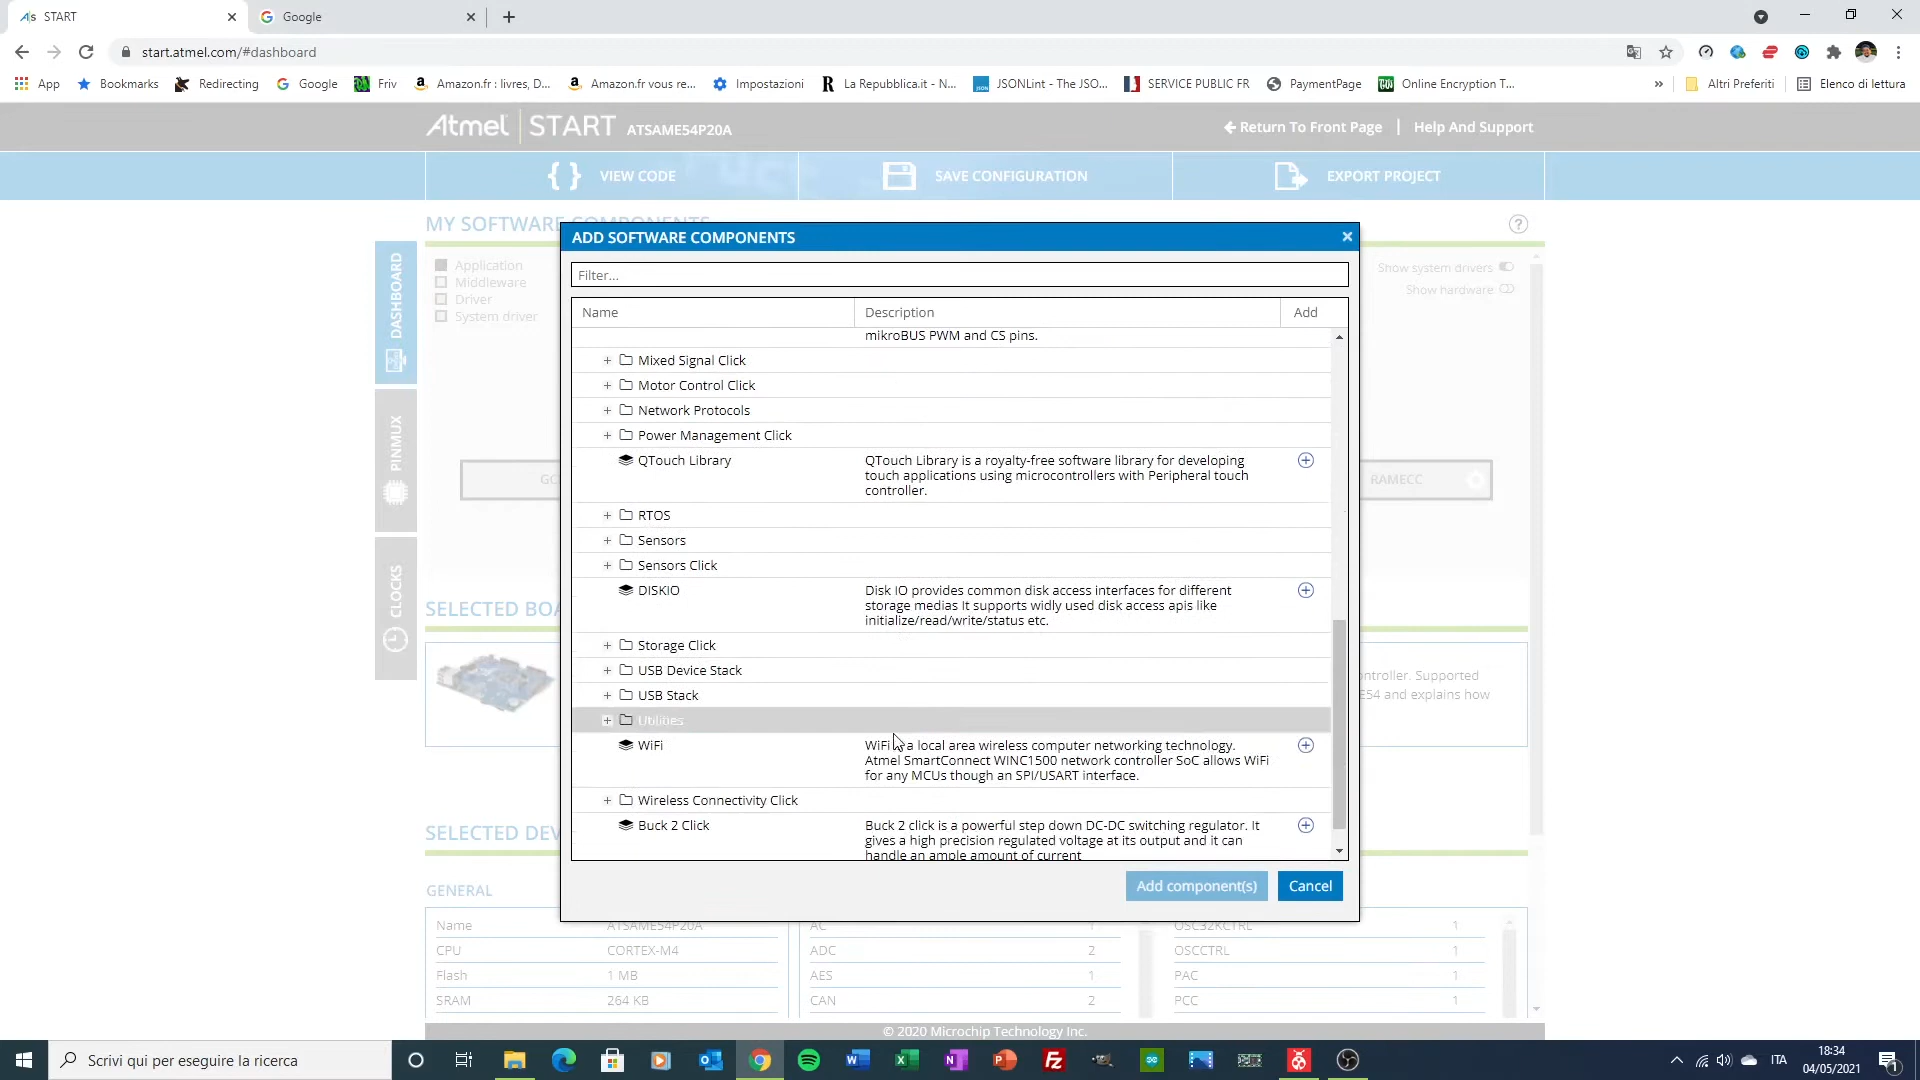 START
Google
start.atmel.com/#dashboard
App
Bookmarks
Redirecting
Google
Friv
Amazon.fr : livres, D...
Amazon.fr vous re...
Impostazioni
La Repubblica.it - N...
JSONLint - The JSO...
SERVICE PUBLIC FR
PaymentPage
Online Encryption T...
»
Altri Preferiti
Elenco di lettura
Atmel START ATSAME54P20A
Return To Front Page | Help And Support
{ } VIEW CODE
SAVE CONFIGURATION
EXPORT PROJECT
MY SOFTWARE COMPONENTS
?
DASHBOARD
PINMUX
CLOCKS
Application
Middleware
Driver
System driver
Show system drivers
Show hardware
RAMECC
ADD SOFTWARE COMPONENTS
Filter...
Name Description Add
mikroBUS PWM and CS pins.
Mixed Signal Click
Motor Control Click
Network Protocols
Power Management Click
QTouch Library
QTouch Library is a royalty-free software library for developing
touch applications using microcontrollers with Peripheral touch
controller.
RTOS
Sensors
Sensors Click
DISKIO
Disk IO provides common disk access interfaces for different
storage medias It supports widly used disk access apis like
initialize/read/write/status etc.
Storage Click
USB Device Stack
USB Stack
Utilities
WiFi
WiFi a local area wireless computer networking technology.
Atmel SmartConnect WINC1500 network controller SoC allows WiFi
for any MCUs though an SPI/USART interface.
Wireless Connectivity Click
Buck 2 Click
Buck 2 click is a powerful step down DC-DC switching regulator. It
gives a high precision regulated voltage at its output and it can
handle an ample amount of current
Add component(s)
Cancel
SELECTED BOA
ntroller. Supported
E54 and explains how
SELECTED DEV
GENERAL
Name ATSAME54P20A
CPU CORTEX-M4
Flash 1 MB
SRAM 264 KB
AC 1
ADC 2
AES 1
CAN 2
OSC32KCTRL 1
OSCCTRL 1
PAC 1
PCC 1
© 2020 Microchip Technology Inc.
Scrivi qui per eseguire la ricerca
ITA
18:34
04/05/2021
1